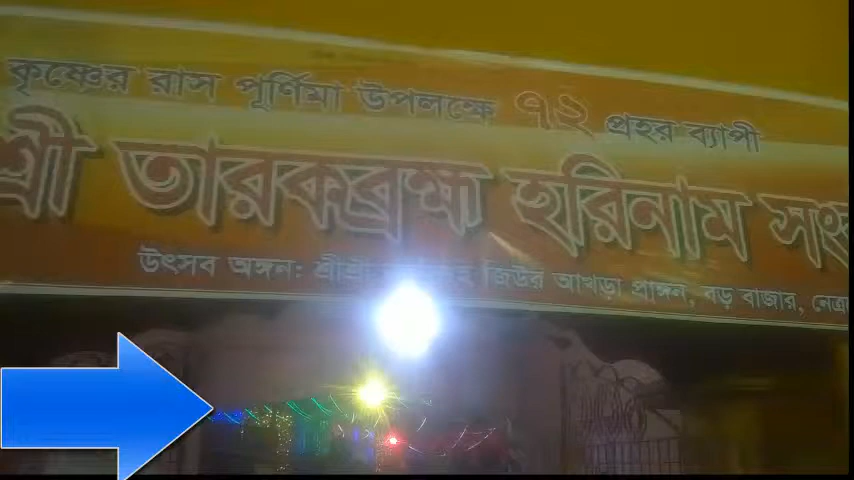 কৃষ্ণের রাস পূর্ণিমা উপলক্ষে ৭২ প্রহর ব্যাপী
শ্রী তারকব্রহ্ম হরিনাম
উৎসব অঙ্গন: শ্রীশ্রী জিউর আখড়া প্রাঙ্গন, বড় বাজার,